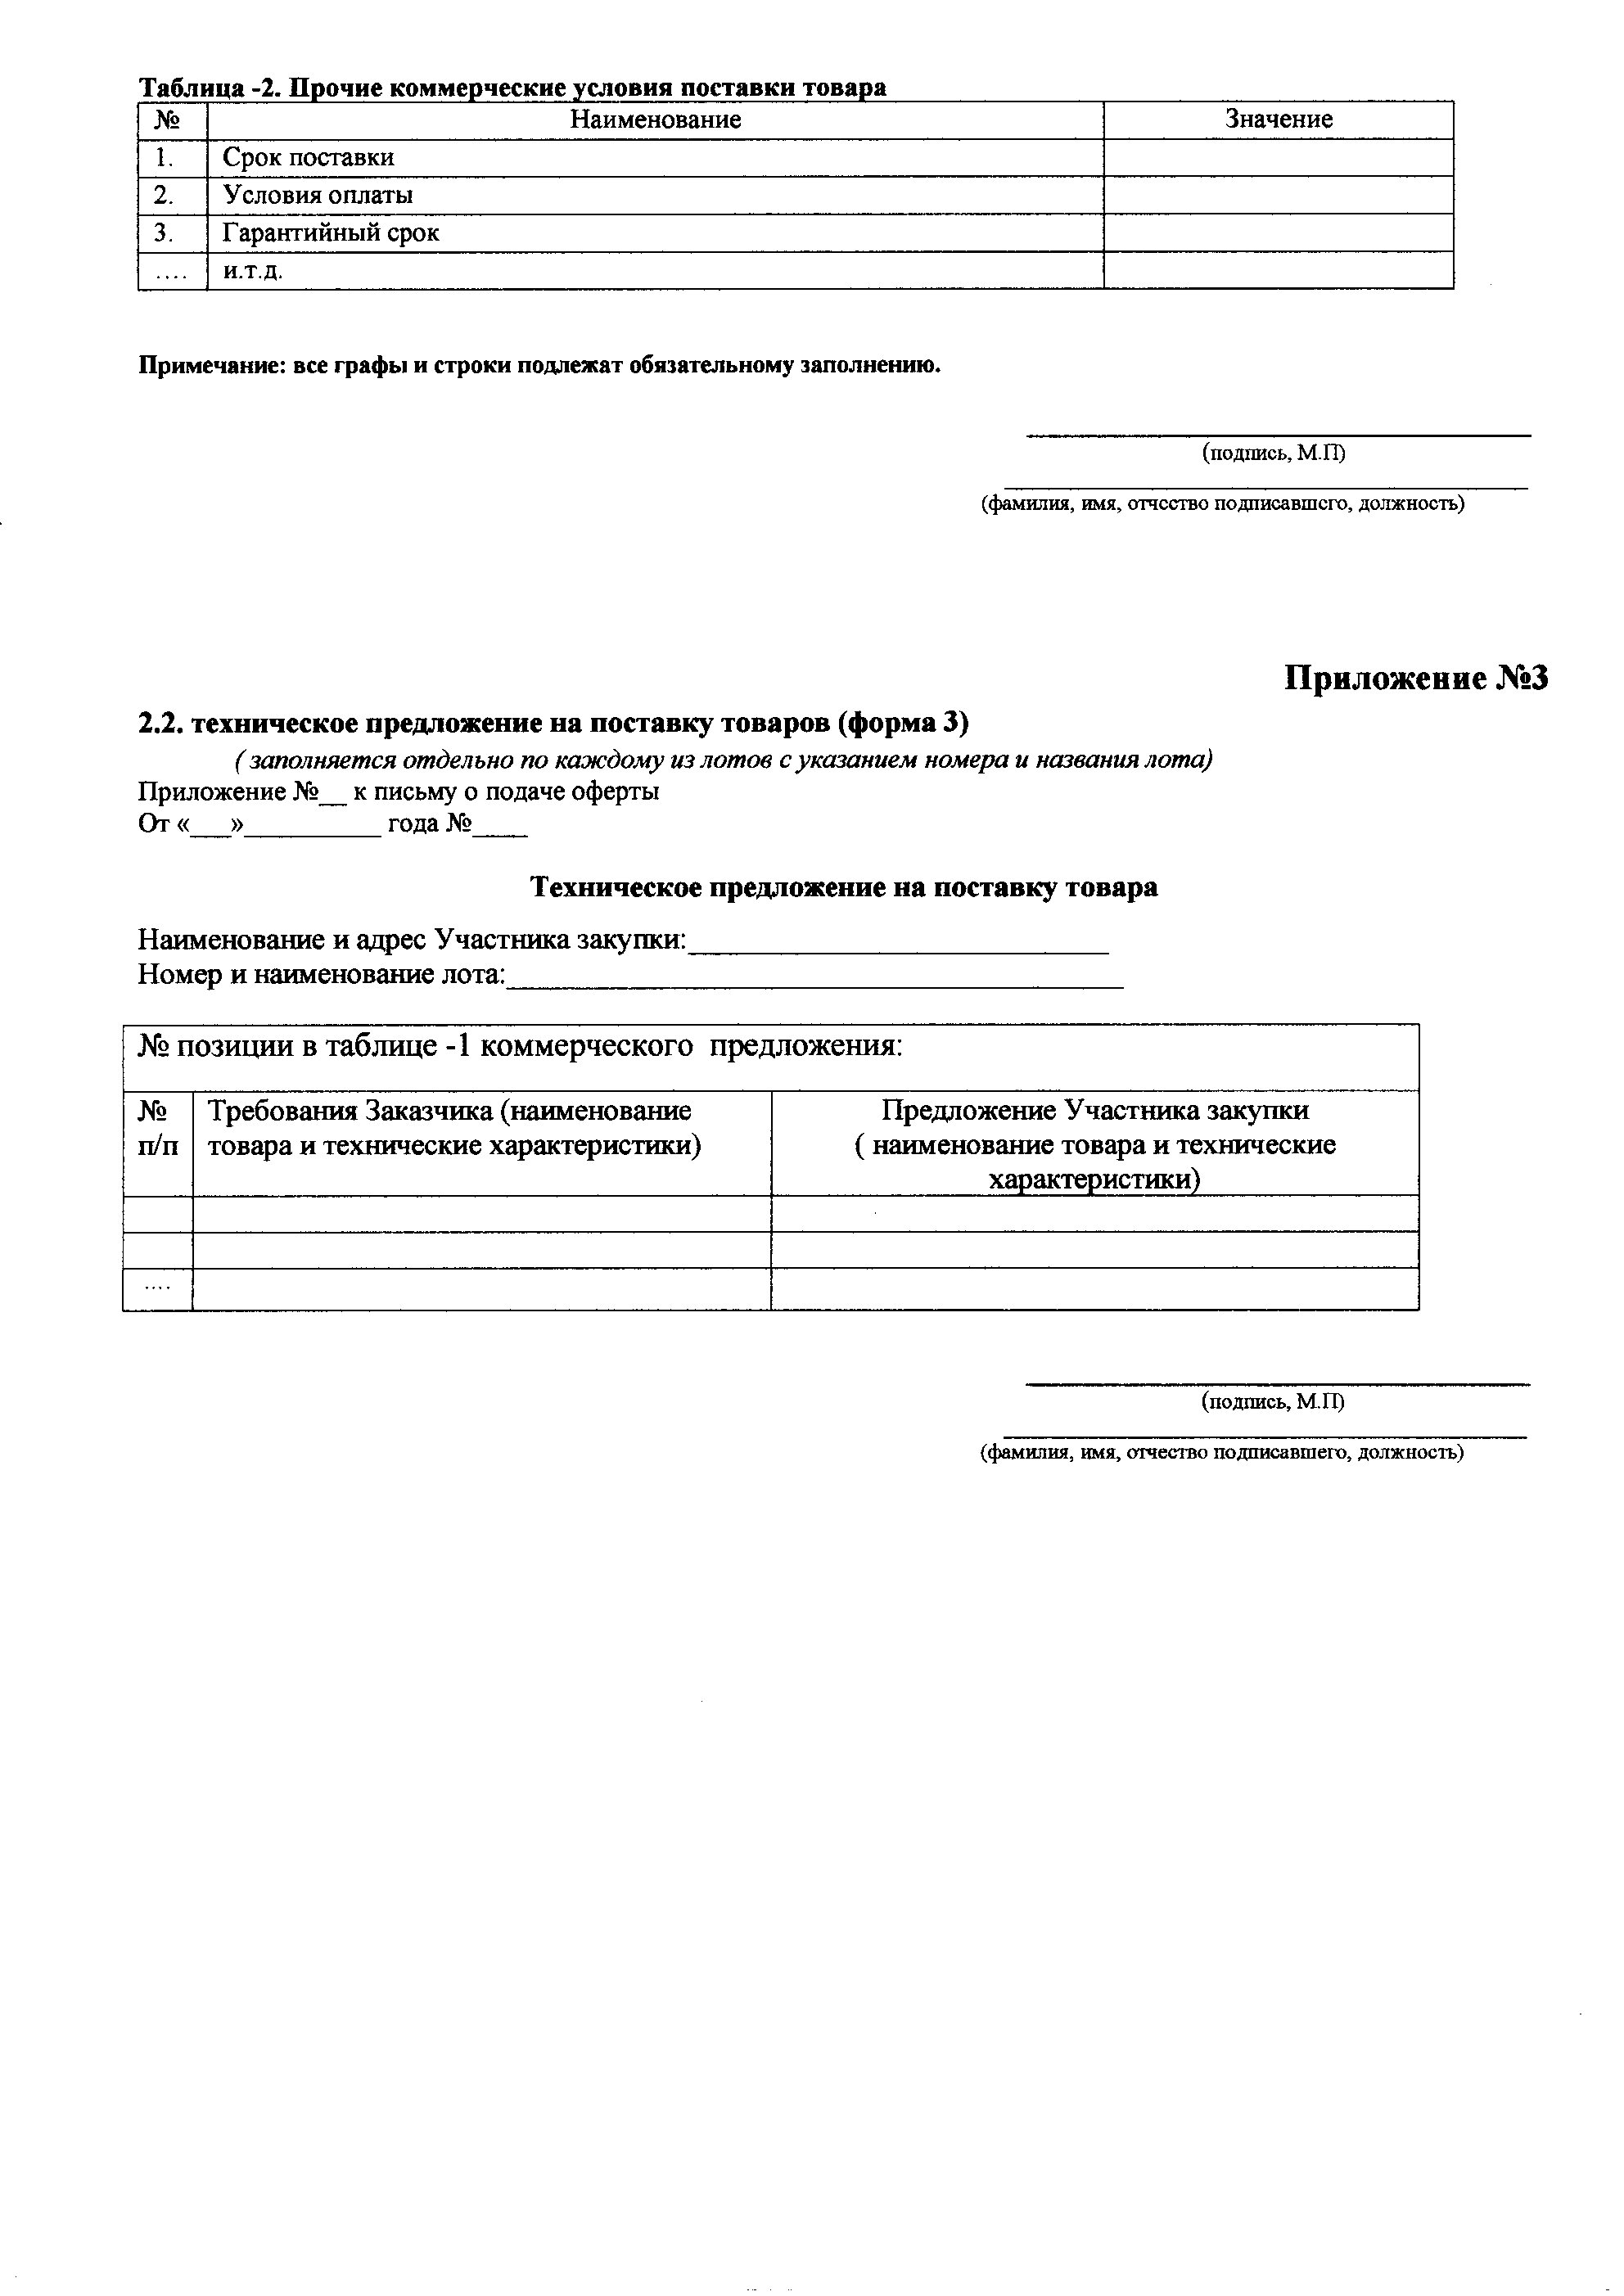 Таблица -2. Прочие коммерческие условия поставки товара
№ Наименование Значение
1. Срок поставки
2. Условия оплаты
3. Гарантийный срок
.... и.т.д.
Примечание: все графы и строки подлежат обязательному заполнению.
(подпись, М.П)
(фамилия, имя, отчество подписавшего, должность)
Приложение №3
2.2. техническое предложение на поставку товаров (форма 3)
( заполняется отдельно по каждому из лотов с указанием номера и названия лота)
Приложение №__ к письму о подаче оферты
От «___»__________ года №____
Техническое предложение на поставку товара
Наименование и адрес Участника закупки:______________________________
Номер и наименование лота:____________________________________________
№ позиции в таблице -1 коммерческого предложения:
№ Требования Заказчика (наименование Предложение Участника закупки
п/п товара и технические характеристики) ( наименование товара и технические
характеристики)
....
(подпись, М.П)
(фамилия, имя, отчество подписавшего, должность)